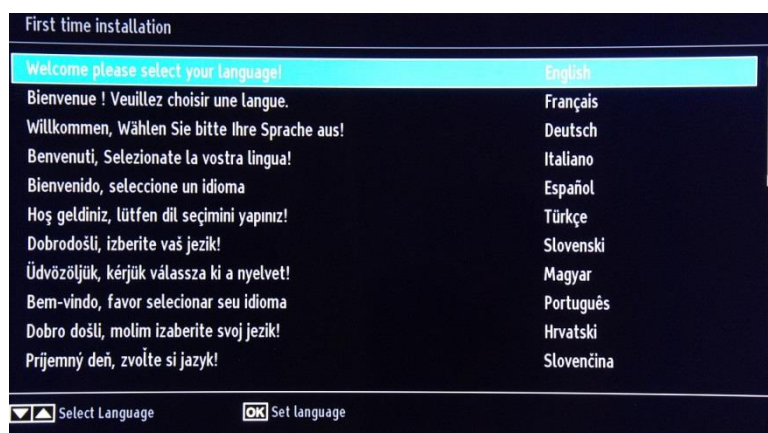 First time installation
Welcome please select your language! English
Bienvenue ! Veuillez choisir une langue. Français
Willkommen, Wählen Sie bitte Ihre Sprache aus! Deutsch
Benvenuti, Selezionate la vostra lingua! Italiano
Bienvenido, seleccione un idioma Español
Hoş geldiniz, lütfen dil seçimini yapınız! Türkçe
Dobrodošli, izberite vaš jezik! Slovenski
Üdvözöljük, kérjük válassza ki a nyelvet! Magyar
Bem-vindo, favor selecionar seu idioma Português
Dobro došli, molim izaberite svoj jezik! Hrvatski
Príjemný deň, zvoľte si jazyk! Slovenčina
Select Language OK Set language